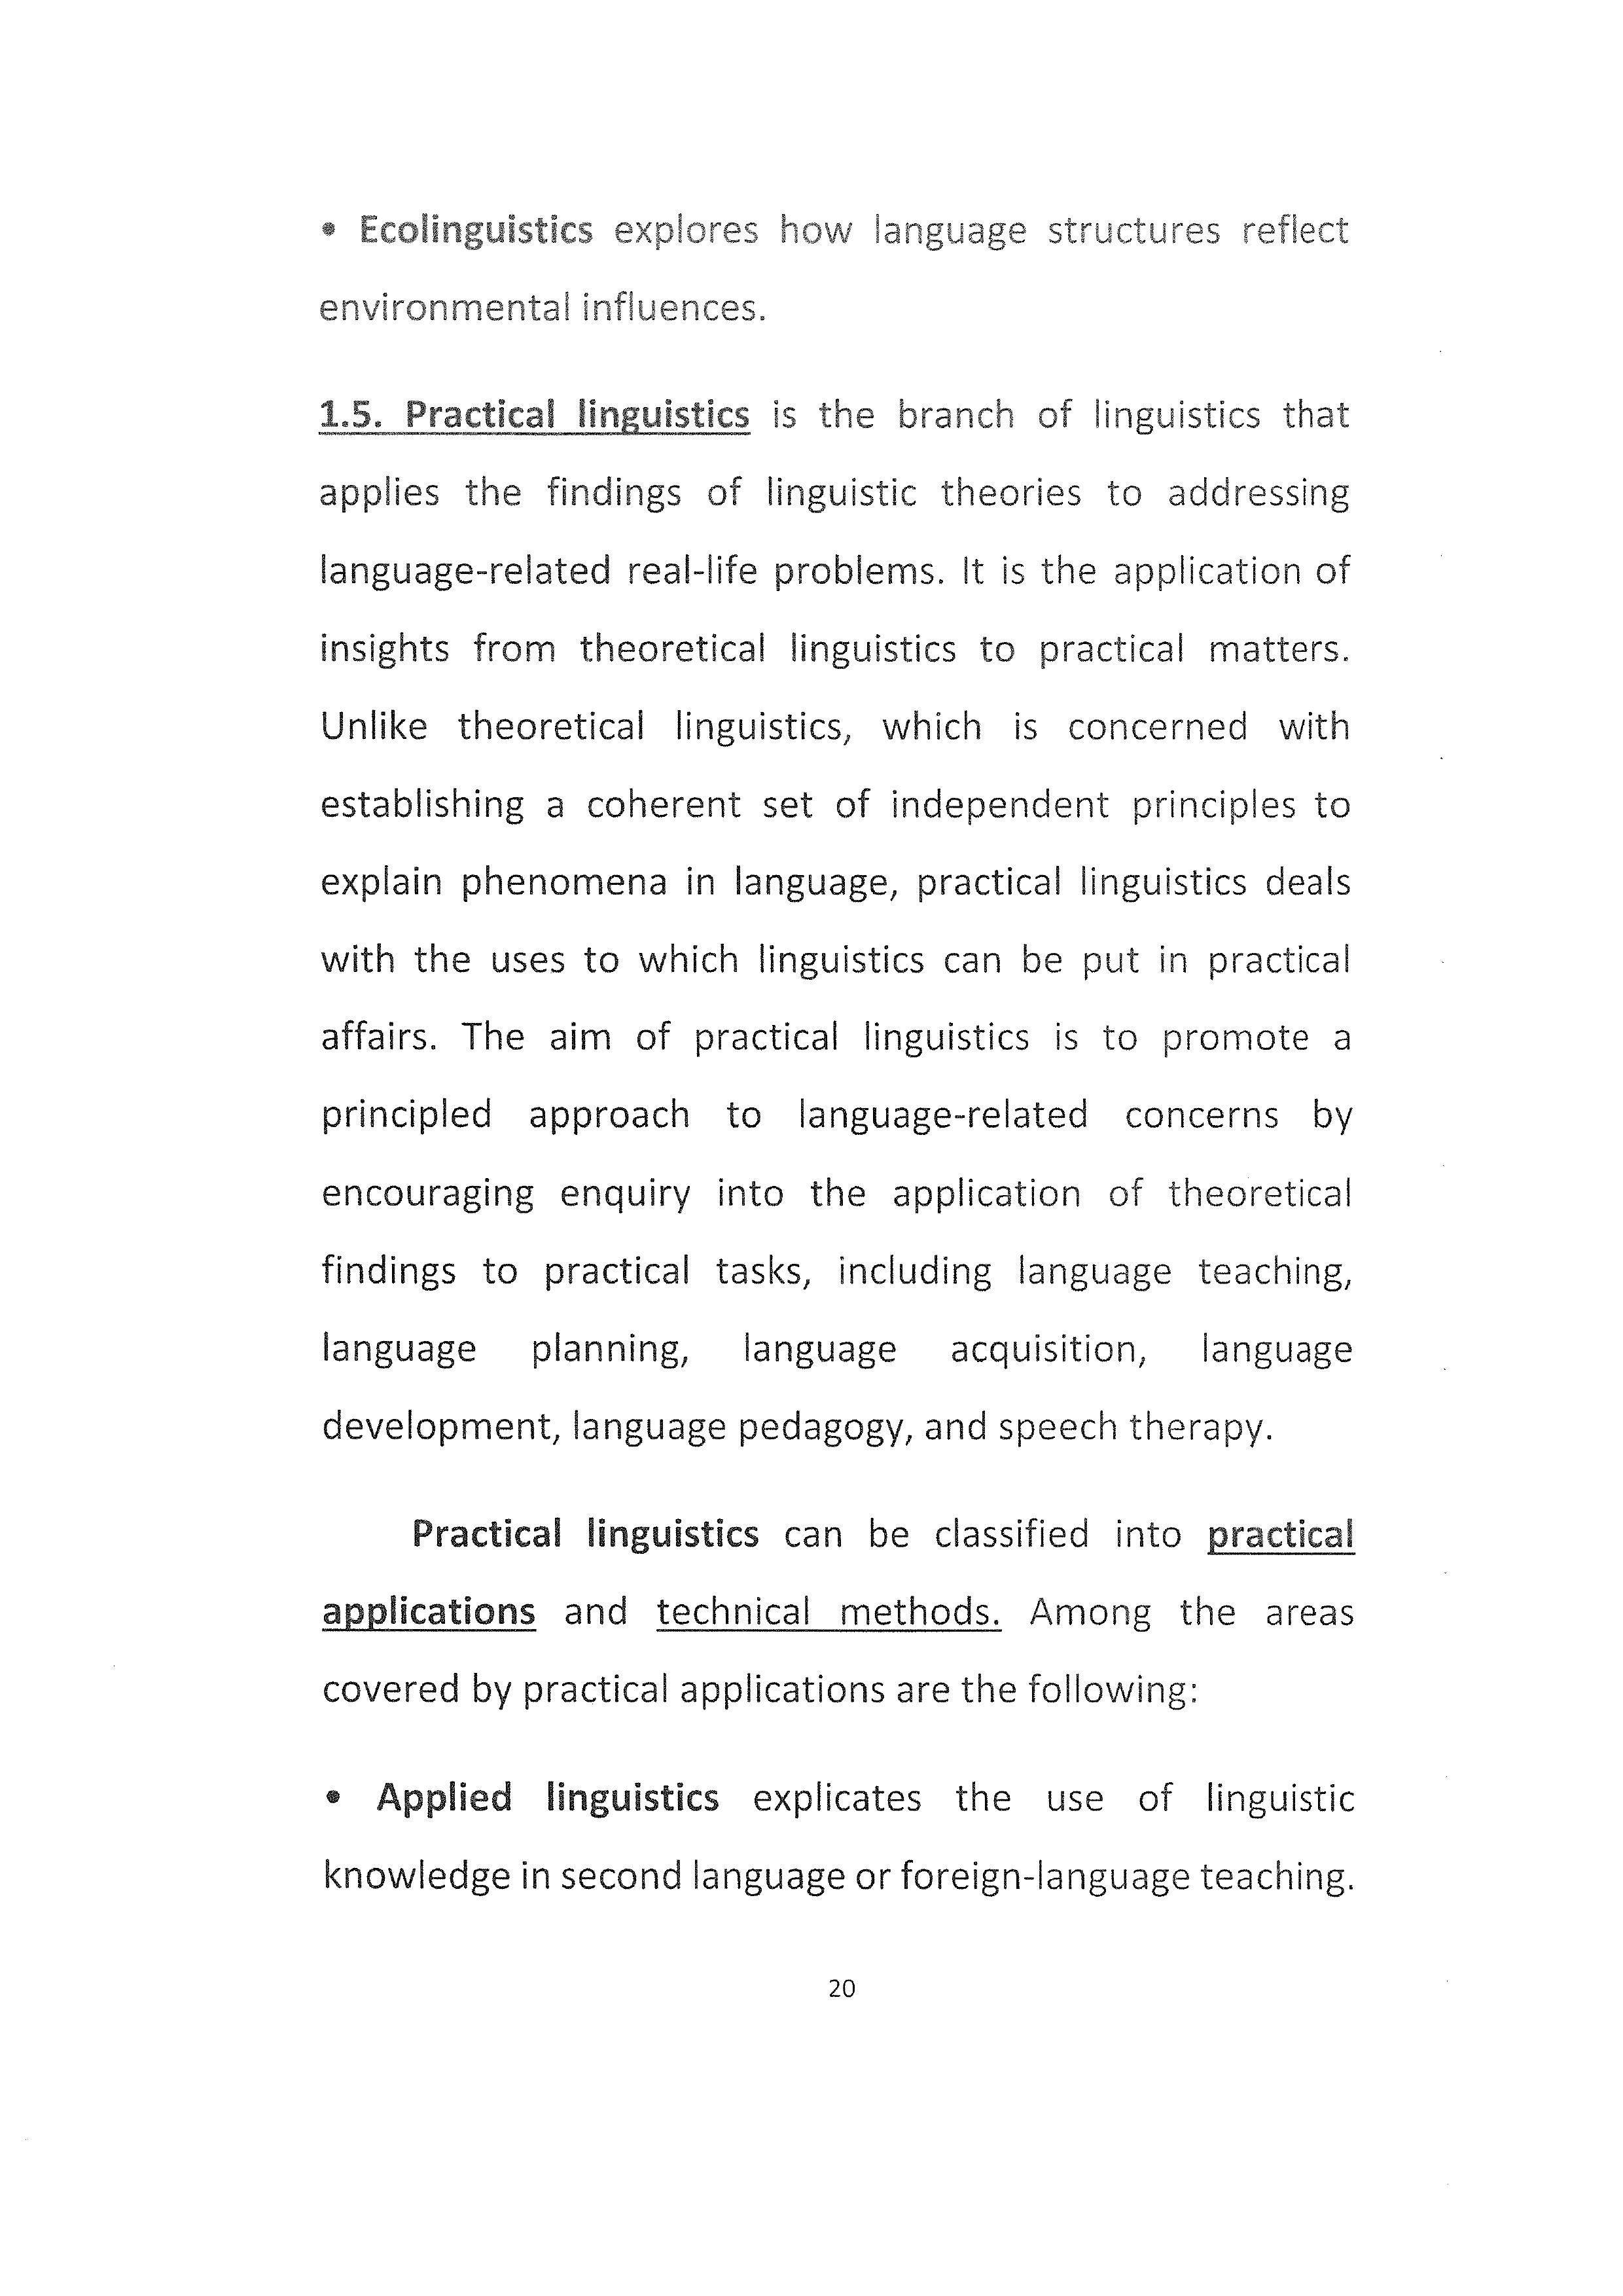 • Ecolinguistics explores how language structures reflect
environmental influences.
1.5. Practical linguistics is the branch of linguistics that
applies the findings of linguistic theories to addressing
language-related real-life problems. It is the application of
insights from theoretical linguistics to practical matters.
Unlike theoretical linguistics, which is concerned with
establishing a coherent set of independent principles to
explain phenomena in language, practical linguistics deals
with the uses to which linguistics can be put in practical
affairs. The aim of practical linguistics is to promote a
principled approach to language-related concerns by
encouraging enquiry into the application of theoretical
findings to practical tasks, including language teaching,
language planning, language acquisition, language
development, language pedagogy, and speech therapy.
Practical linguistics can be classified into practical
applications and technical methods. Among the areas
covered by practical applications are the following:
• Applied linguistics explicates the use of linguistic
knowledge in second language or foreign-language teaching.
20